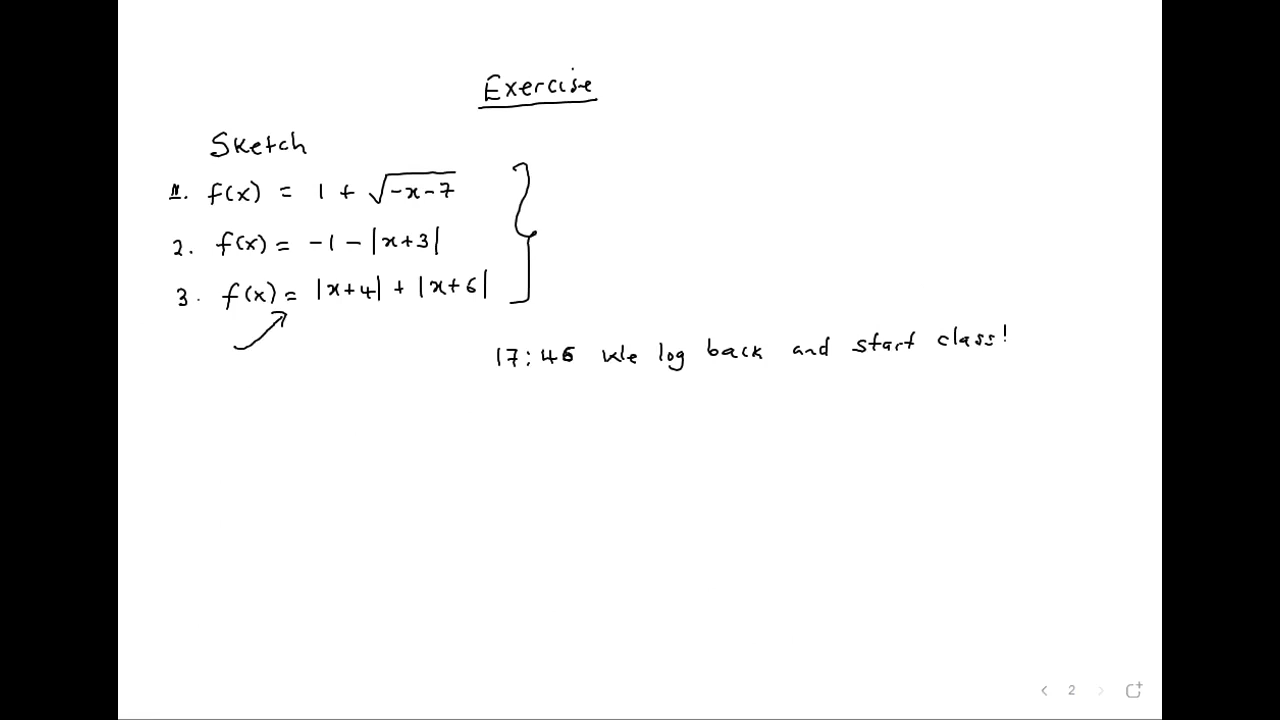 Exercise
Sketch
1. f(x) = 1 + √(-x-7)
2. f(x) = -1 - |x+3|
3. f(x) = |x+4| + |x+6|
17:45 We log back and start class!
2